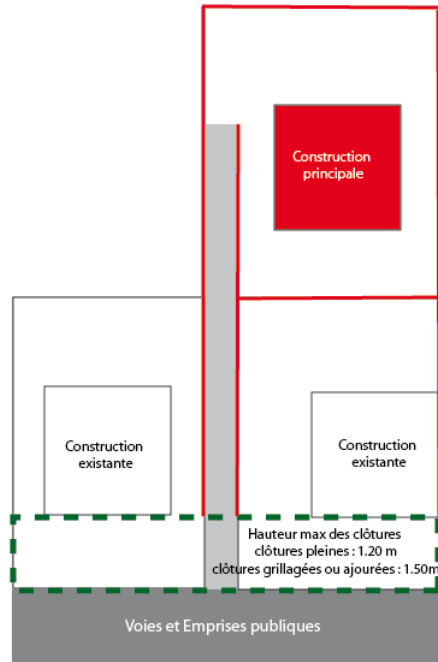 Construction
principale
Construction
existante
Construction
existante
Hauteur max des clôtures
clôtures pleines : 1.20 m
clôtures grillagées ou ajourées : 1.50m
Voies et Emprises publiques